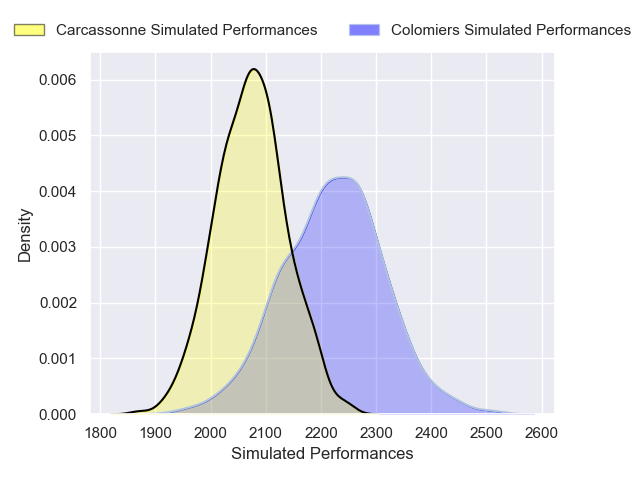 Carcassonne Simulated Performances Colomiers Simulated Performances
0.006
0.005
0.004
0.003
0.002
0.001
0.000
Density
1800 1900 2000 2100 2200 2300 2400 2500 2600
Simulated Performances